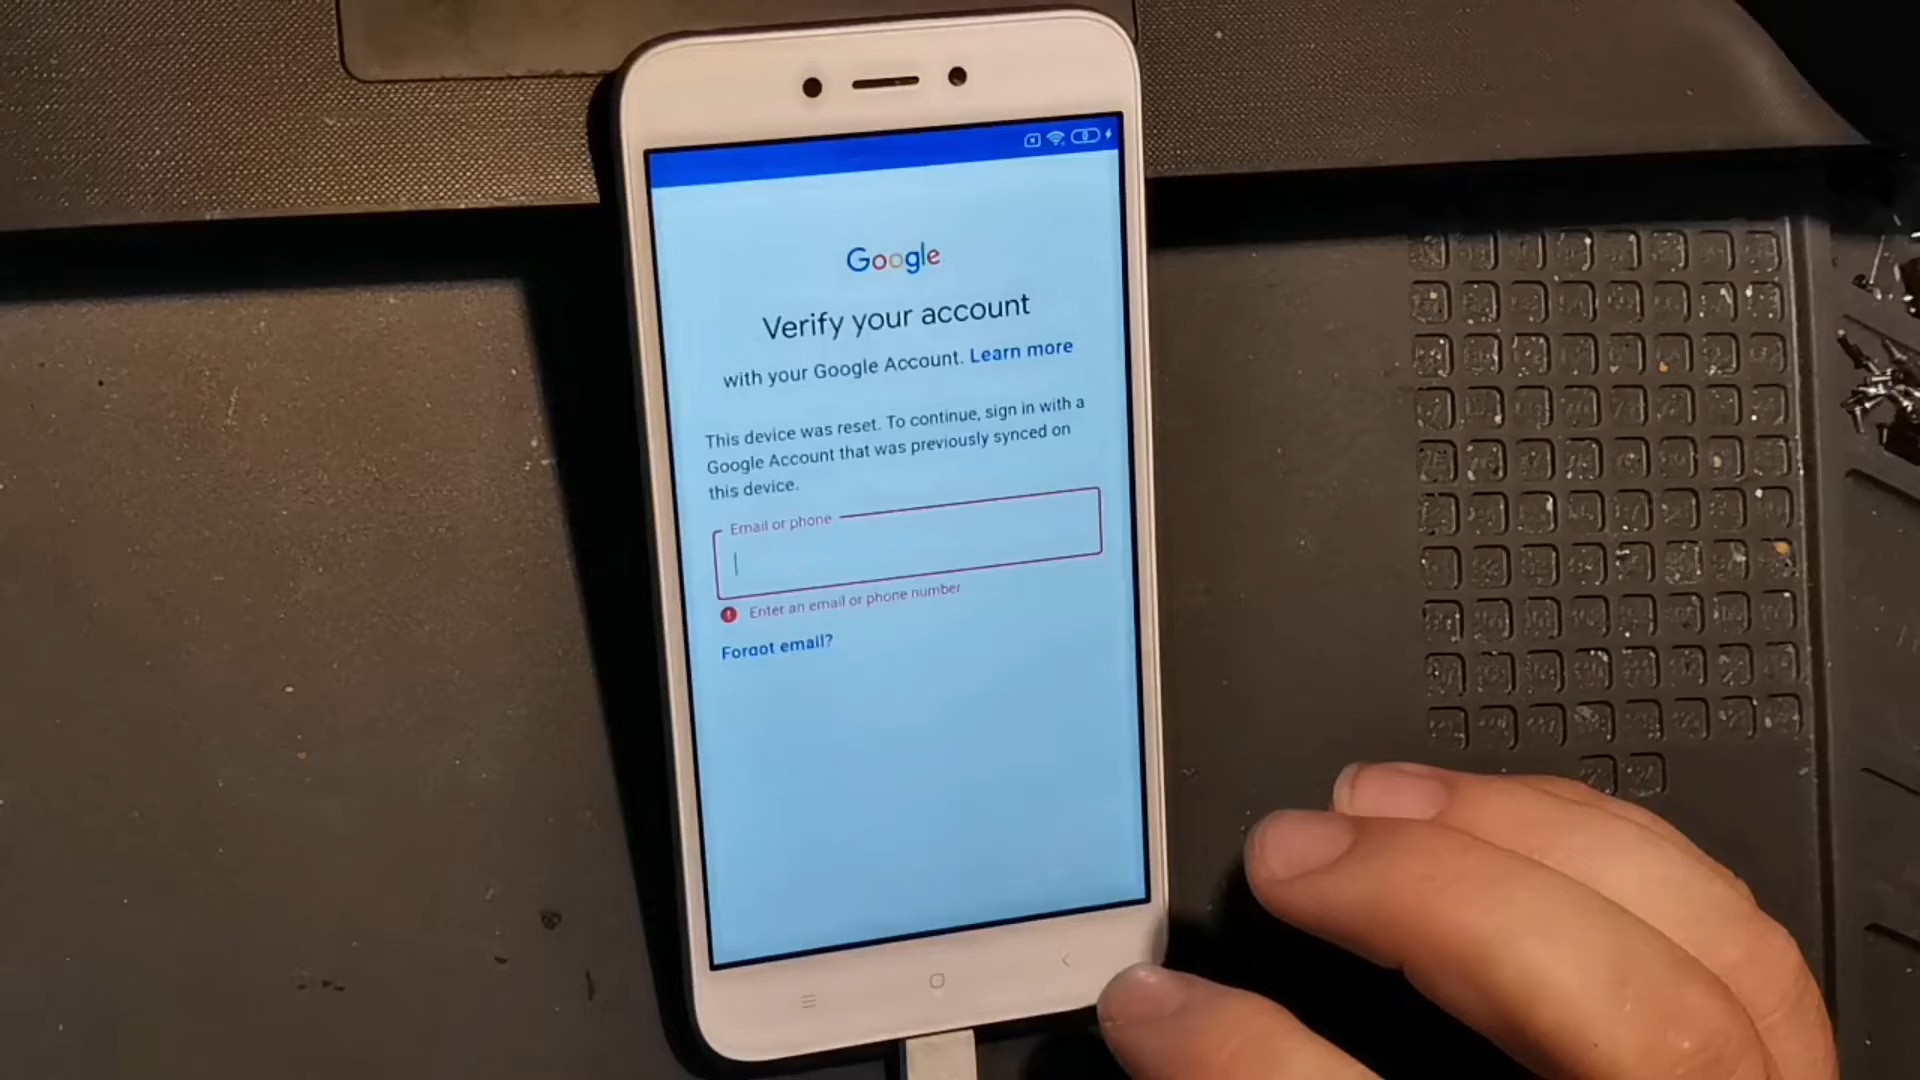 Google
Verify your account
with your Google Account. Learn more
This device was reset. To continue, sign in with a
Google Account that was previously synced on
this device.
Email or phone
Enter an email or phone number
Forgot email?